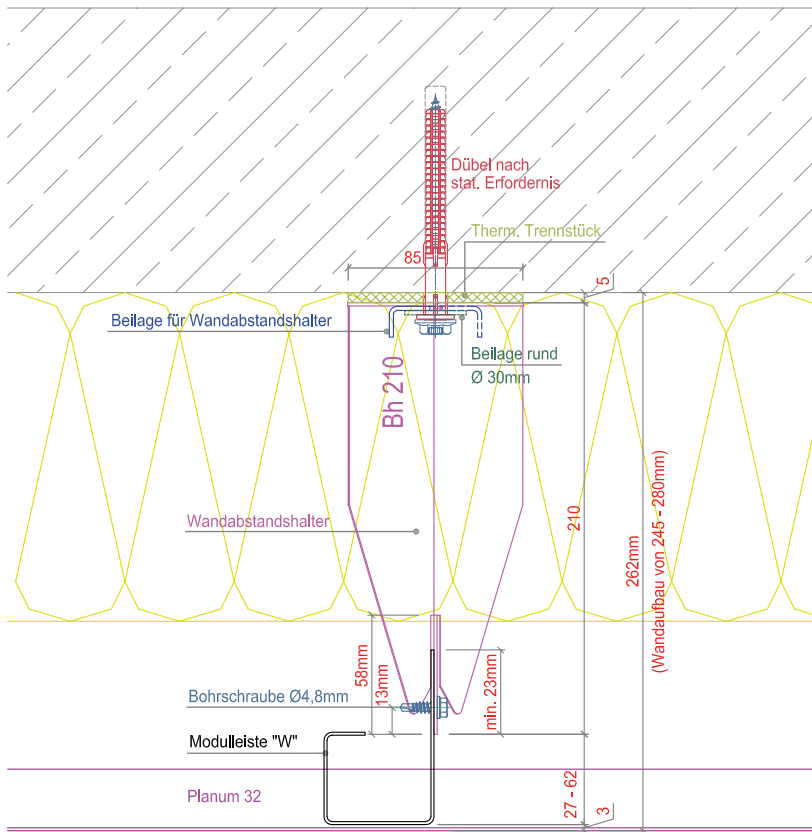 Dübel nach
stat. Erfordernis
Therm. Trennstück
85
5
Beilage für Wandabstandshalter
Beilage rund
Ø 30mm
Bh 210
Wandabstandshalter
210
262mm
(Wandaufbau von 245 - 280mm)
58mm
13mm
min. 23mm
Bohrschraube Ø4,8mm
Modulleiste "W"
Planum 32
27 - 62
3